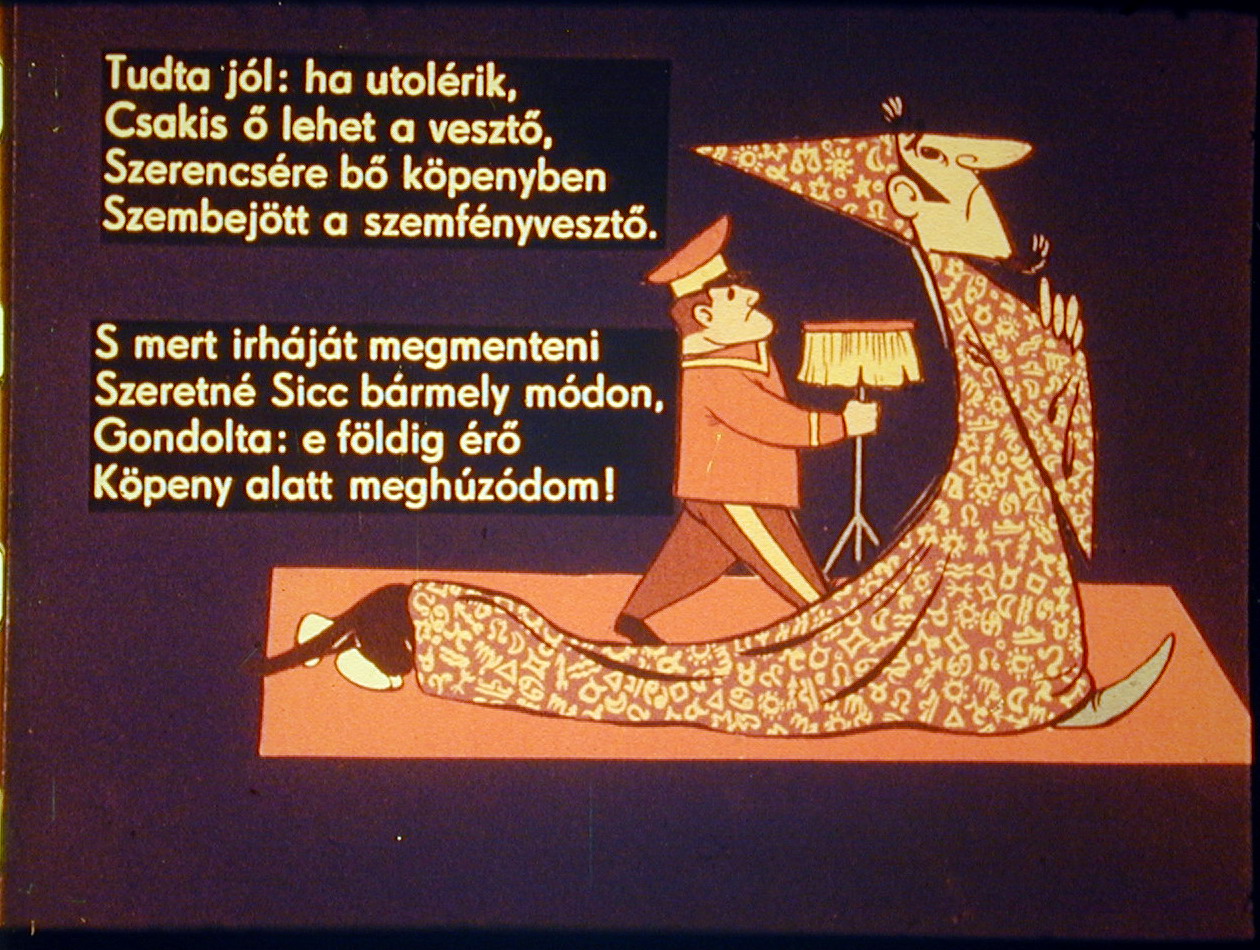 Tudta jól: ha utolérik,
Csakis ő lehet a vesztő,
Szerencsére bő köpenyben
Szembejött a szemfényvesztő.
S mert irháját megmenteni
Szeretné Sicc bármely módon,
Gondolta: e földig érő
Köpeny alatt meghúzódom!